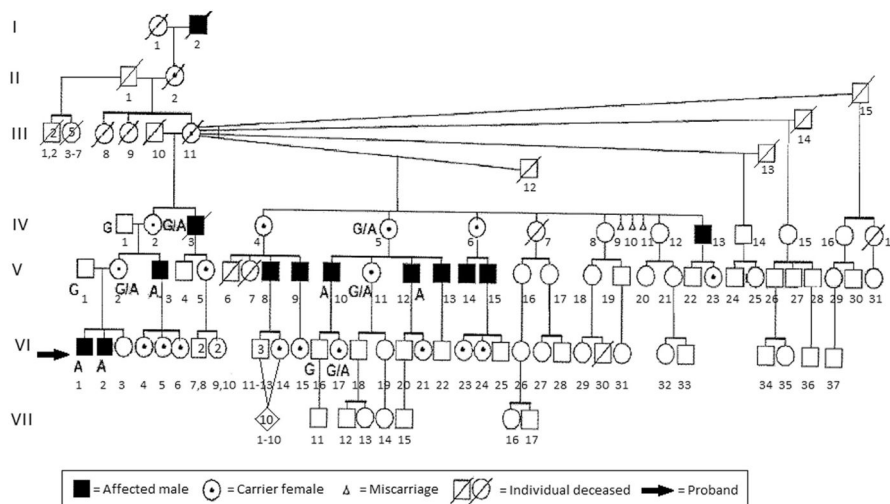 I
1 2
II
1 2
15
14
III
2 5
1,2 3-7 8 9 10 11
13
12
IV
G G/A G/A
1 2 3 4 5 6 7 8 9 10 11 12 13 14 15 16 1
V
G G/A A A G/A A
1 2 3 4 5 6 7 8 9 10 11 12 13 14 15 16 17 18 19 20 21 22 23 24 25 26 27 28 29 30 31
VI
2 2 3
A A G G/A
1 2 3 4 5 6 7,8 9,10 11-13 14 15 16 17 18 19 20 21 22 23 24 25 26 27 28 29 30 31 32 33 34 35 36 37
VII
10
1-10 11 12 13 14 15 16 17
= Affected male = Carrier female = Miscarriage = Individual deceased = Proband